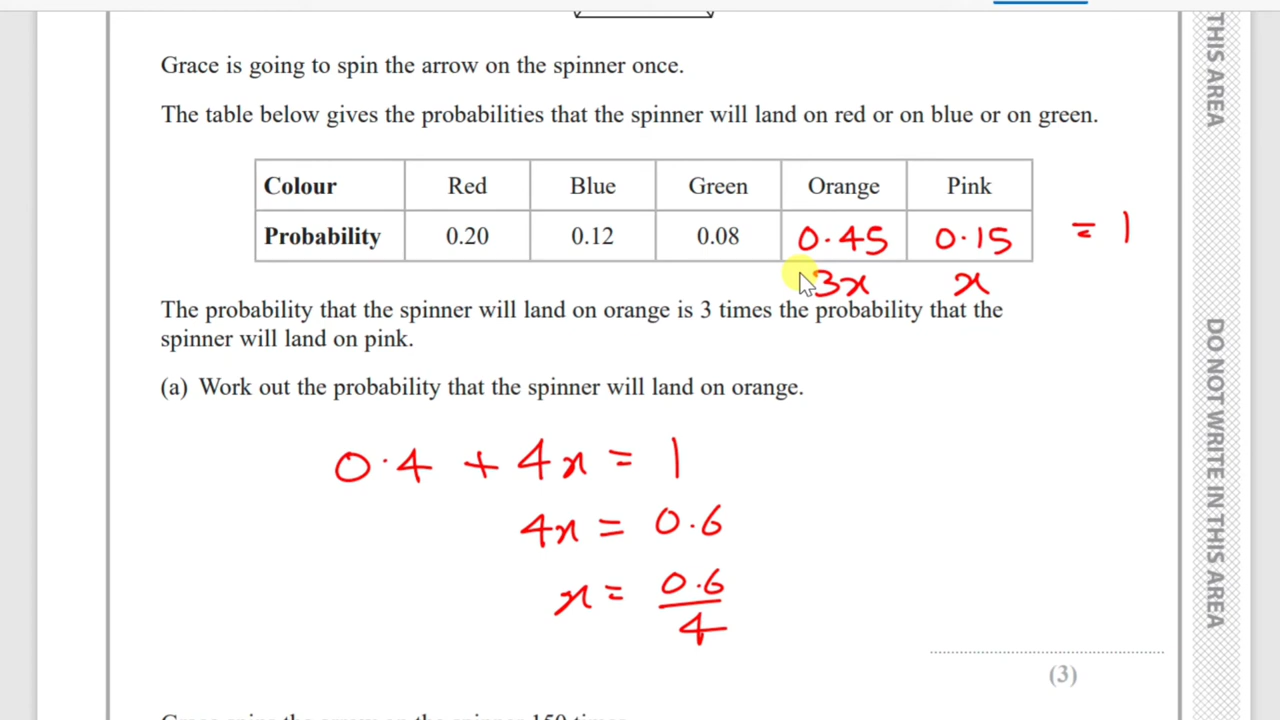 Grace is going to spin the arrow on the spinner once.
The table below gives the probabilities that the spinner will land on red or on blue or on green.
Colour Red Blue Green Orange Pink
Probability 0.20 0.12 0.08 0.45 0.15 = 1
3x x
The probability that the spinner will land on orange is 3 times the probability that the
spinner will land on pink.
(a) Work out the probability that the spinner will land on orange.
0.4 + 4x = 1
4x = 0.6
x = 0.6
4
(3)
THIS AREA
DO NOT WRITE IN THIS AREA